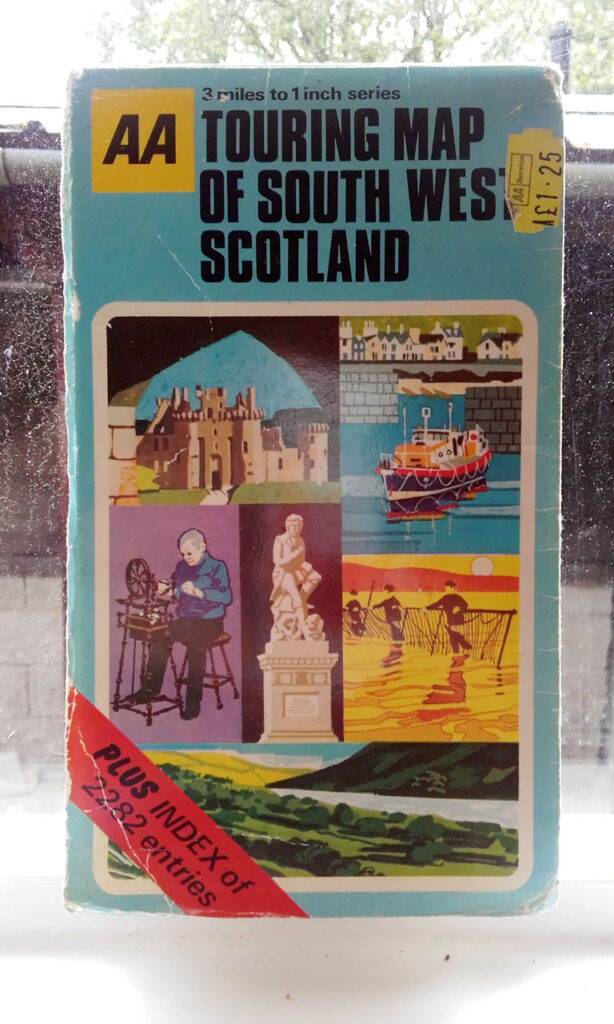 3 miles to 1 inch series
AA
TOURING MAP
OF SOUTH WEST
SCOTLAND
AA Service
A£1·25
PLUS INDEX of
2282 entries